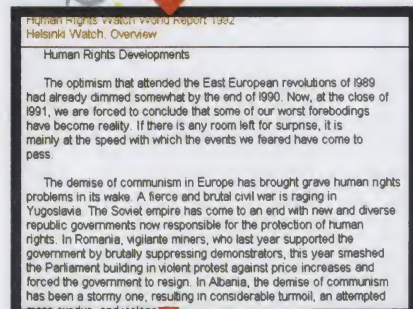 Human Rights Watch World Report 1992
Helsinki Watch, Overview
Human Rights Developments
The optimism that attended the East European revolutions of 1989
had already dimmed somewhat by the end of 1990. Now, at the close of
1991, we are forced to conclude that some of our worst forebodings
have become reality. If there is any room left for surprise, it is
mainly at the speed with which the events we feared have come to
pass.
The demise of communism in Europe has brought grave human rights
problems in its wake. A fierce and brutal civil war is raging in
Yugoslavia. The Soviet empire has come to an end with new and diverse
republic governments now responsible for the protection of human
rights. In Romania, vigilante miners, who last year supported the
government by brutally suppressing demonstrators, this year smashed
the Parliament building in violent protest against price increases and
forced the government to resign. In Albania, the demise of communism
has been a stormy one, resulting in considerable turmoil, an attempted
mass exodus, and violence